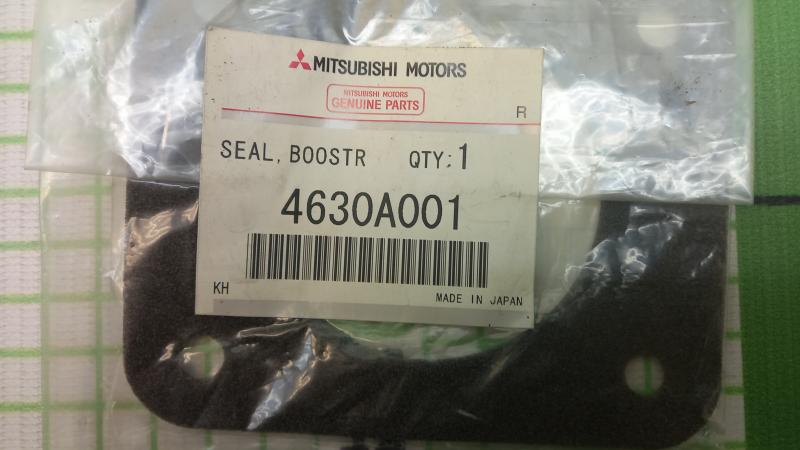 MITSUBISHI MOTORS
MITSUBISHI MOTORS
GENUINE PARTS
R
SEAL, BOOSTR QTY: 1
4630A001
KH
MADE IN JAPAN